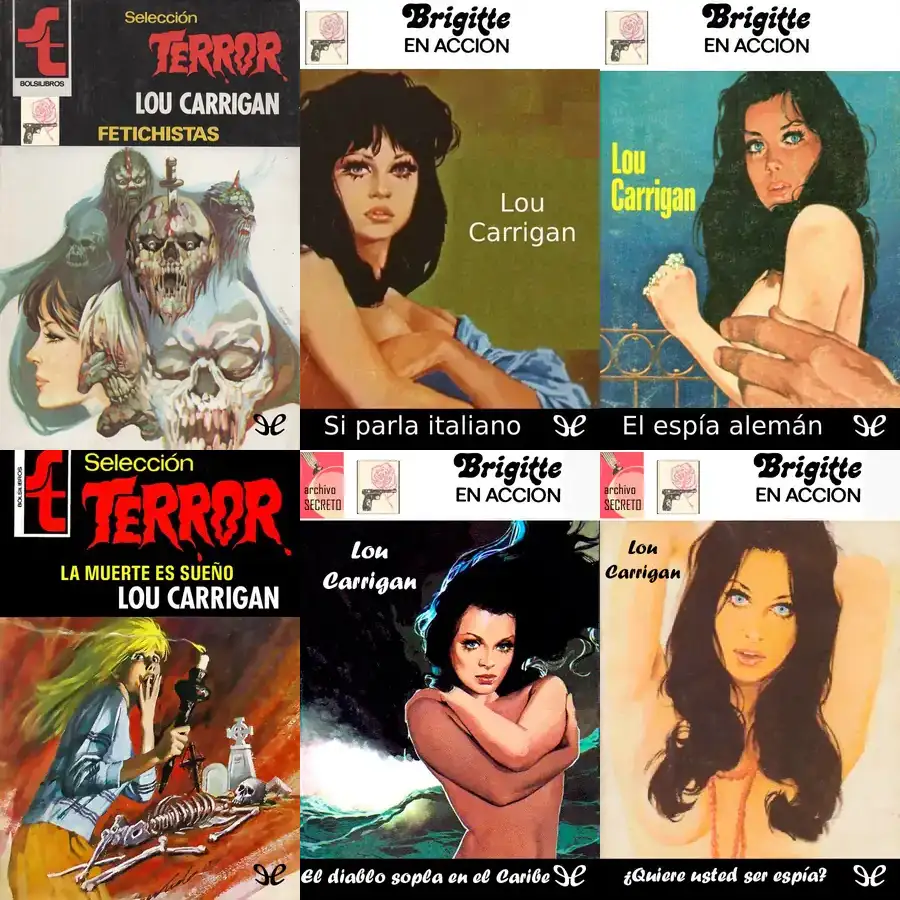 Selección
TERROR
BOLSILIBROS
LOU CARRIGAN
FETICHISTAS
Brigitte
EN ACCION
Lou
Carrigan
Si parla italiano
Brigitte
EN ACCION
Lou
Carrigan
El espía alemán
BOLSILIBROS
Selección
TERROR
LA MUERTE ES SUEÑO
LOU CARRIGAN
archivo
SECRETO
Brigitte
EN ACCION
Lou
Carrigan
El diablo sopla en el Caribe
archivo
SECRETO
Brigitte
EN ACCION
Lou
Carrigan
¿Quiere usted ser espía?